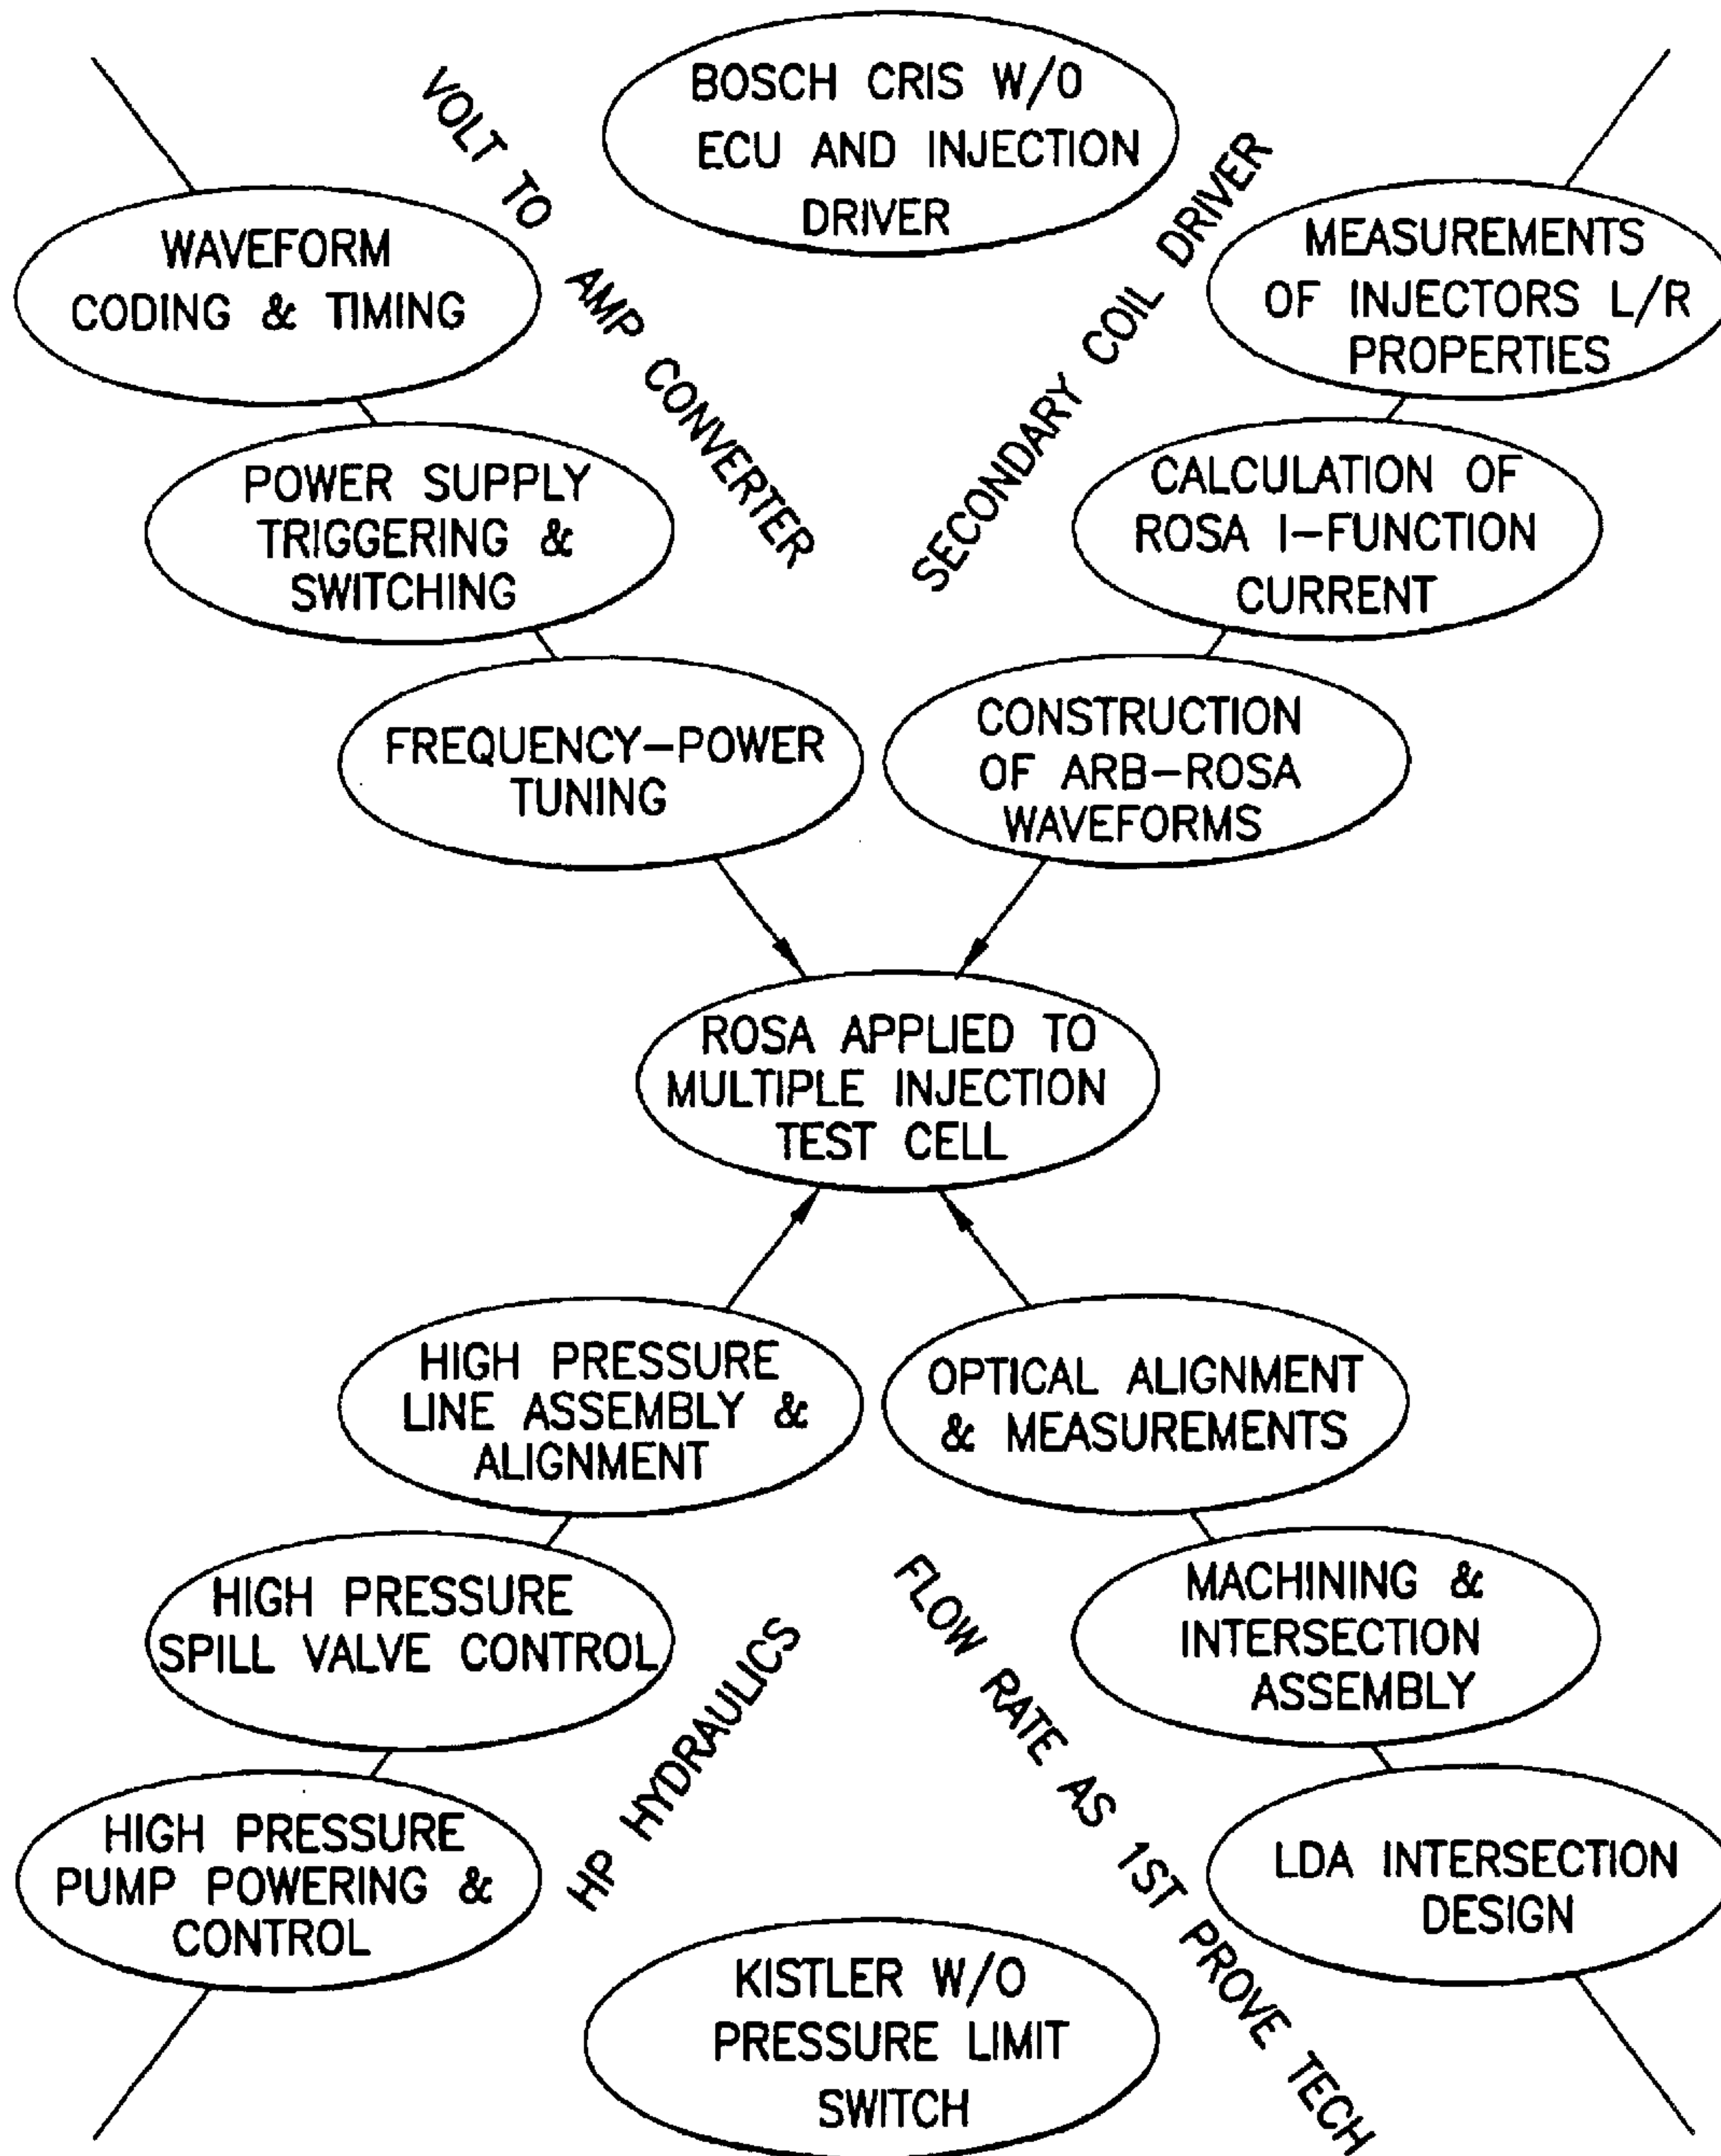 BOSCH CRIS W/O
ECU AND INJECTION
DRIVER
VOLT TO AMP CONVERTER
SECONDARY COIL DRIVER
WAVEFORM
CODING & TIMING
MEASUREMENTS
OF INJECTORS L/R
PROPERTIES
POWER SUPPLY
TRIGGERING &
SWITCHING
CALCULATION OF
ROSA I-FUNCTION
CURRENT
FREQUENCY-POWER
TUNING
CONSTRUCTION
OF ARB-ROSA
WAVEFORMS
ROSA APPLIED TO
MULTIPLE INJECTION
TEST CELL
HIGH PRESSURE
LINE ASSEMBLY &
ALIGNMENT
OPTICAL ALIGNMENT
& MEASUREMENTS
HIGH PRESSURE
SPILL VALVE CONTROL
MACHINING &
INTERSECTION
ASSEMBLY
HP HYDRAULICS
FLOW RATE AS 1ST PROVE TECH
HIGH PRESSURE
PUMP POWERING &
CONTROL
LDA INTERSECTION
DESIGN
KISTLER W/O
PRESSURE LIMIT
SWITCH